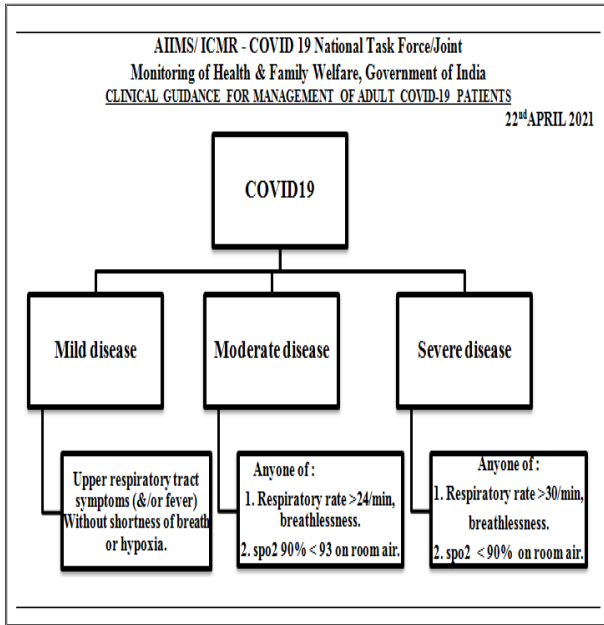 AIIMS/ ICMR - COVID 19 National Task Force/Joint
Monitoring of Health & Family Welfare, Government of India
CLINICAL GUIDANCE FOR MANAGEMENT OF ADULT COVID-19 PATIENTS
22nd APRIL 2021
COVID19
Mild disease
Moderate disease
Severe disease
Upper respiratory tract
symptoms (&/or fever)
Without shortness of breath
or hypoxia.
Anyone of :
1. Respiratory rate >24/min,
breathlessness.
2. spo2 90% < 93 on room air.
Anyone of :
1. Respiratory rate >30/min,
breathlessness.
2. spo2 < 90% on room air.